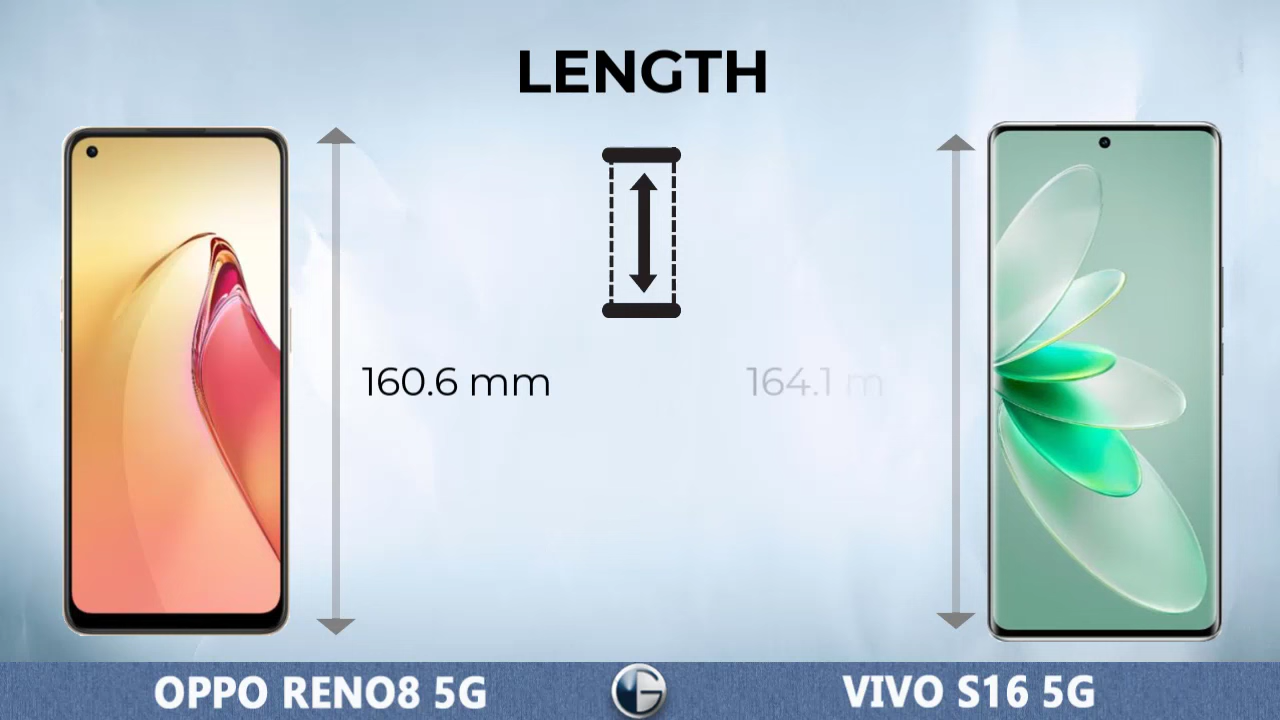 LENGTH
160.6 mm
164.1 m
OPPO RENO8 5G
VIVO S16 5G